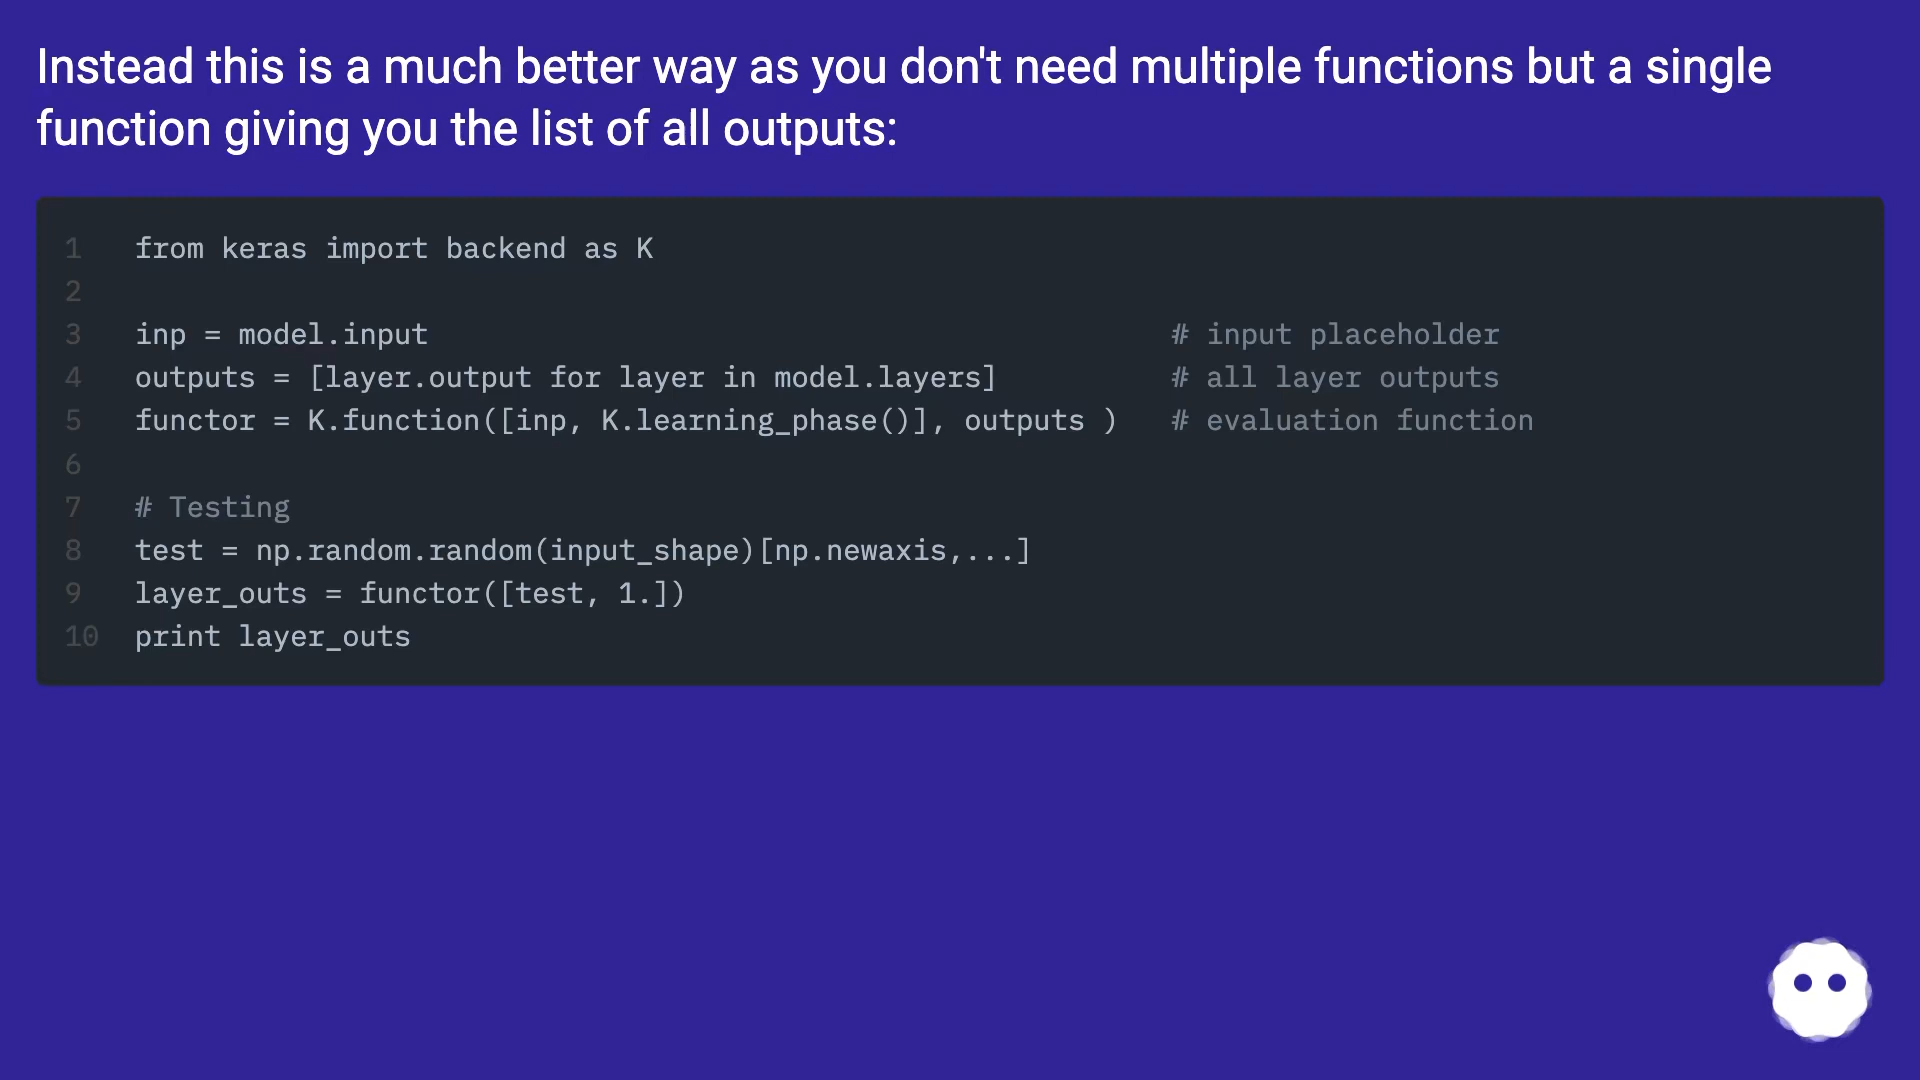 Instead this is a much better way as you don't need multiple functions but a single
function giving you the list of all outputs:
1 from keras import backend as K
2
3 inp = model.input # input placeholder
4 outputs = [layer.output for layer in model.layers] # all layer outputs
5 functor = K.function([inp, K.learning_phase()], outputs ) # evaluation function
6
7 # Testing
8 test = np.random.random(input_shape)[np.newaxis,...]
9 layer_outs = functor([test, 1.])
10 print layer_outs